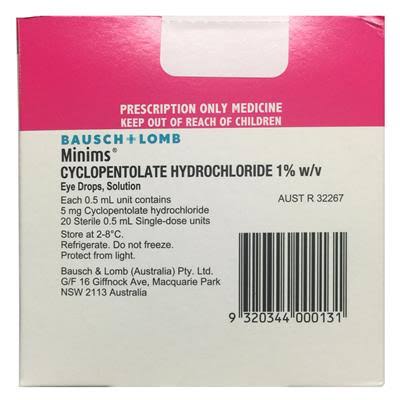 PRESCRIPTION ONLY MEDICINE
KEEP OUT OF REACH OF CHILDREN
BAUSCH+LOMB
Minims®
CYCLOPENTOLATE HYDROCHLORIDE 1% w/v
Eye Drops, Solution
Each 0.5 mL unit contains
AUST R 32267
5 mg Cyclopentolate hydrochloride
20 Sterile 0.5 mL Single-dose units
Store at 2-8°C.
Refrigerate. Do not freeze.
Protect from light.
Bausch & Lomb (Australia) Pty. Ltd.
G/F 16 Giffnock Ave, Macquarie Park
NSW 2113 Australia
9 320344 000131